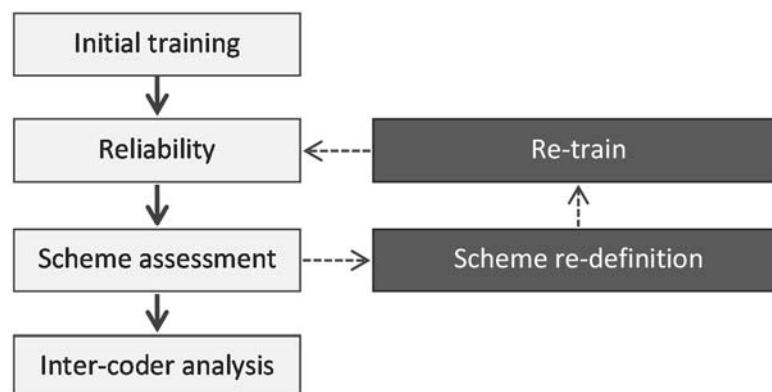 Initial training
Reliability
Re-train
Scheme assessment
Scheme re-definition
Inter-coder analysis